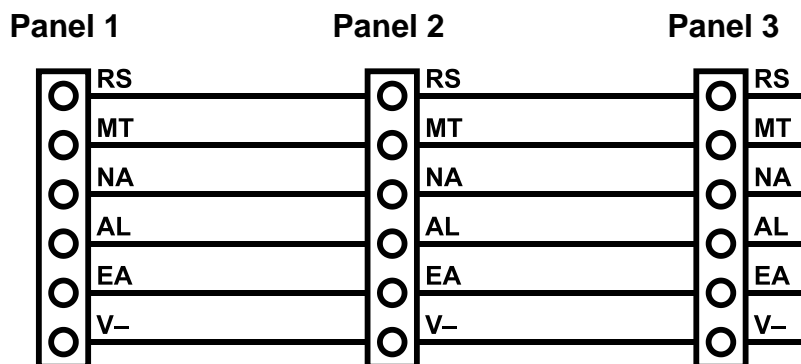 Panel 1 Panel 2 Panel 3
RS RS RS
MT MT MT
NA NA NA
AL AL AL
EA EA EA
V– V– V–